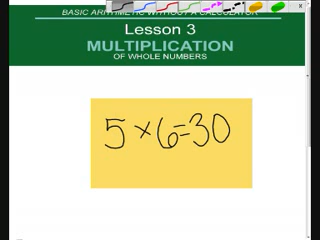 BASIC ARITHMETIC WITHOUT A CALCULATOR
Lesson 3
MULTIPLICATION
OF WHOLE NUMBERS
5×6=30